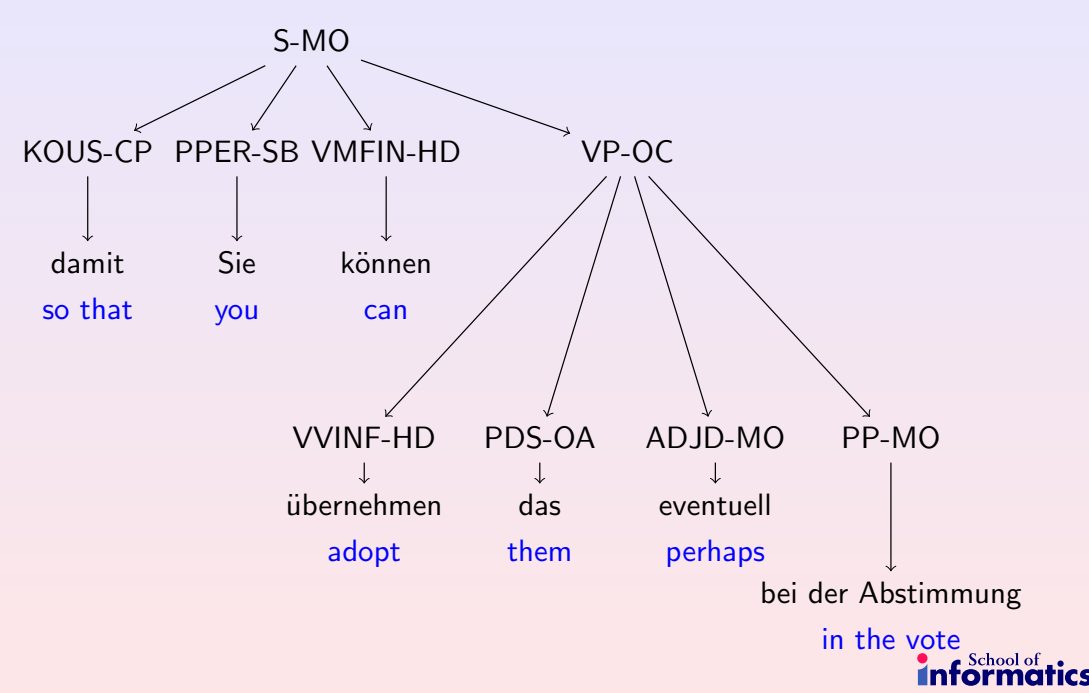 S-MO
KOUS-CP PPER-SB VMFIN-HD VP-OC
damit Sie können
so that you can
VVINF-HD PDS-OA ADJD-MO PP-MO
übernehmen das eventuell
adopt them perhaps
bei der Abstimmung
in the vote
School of
informatics